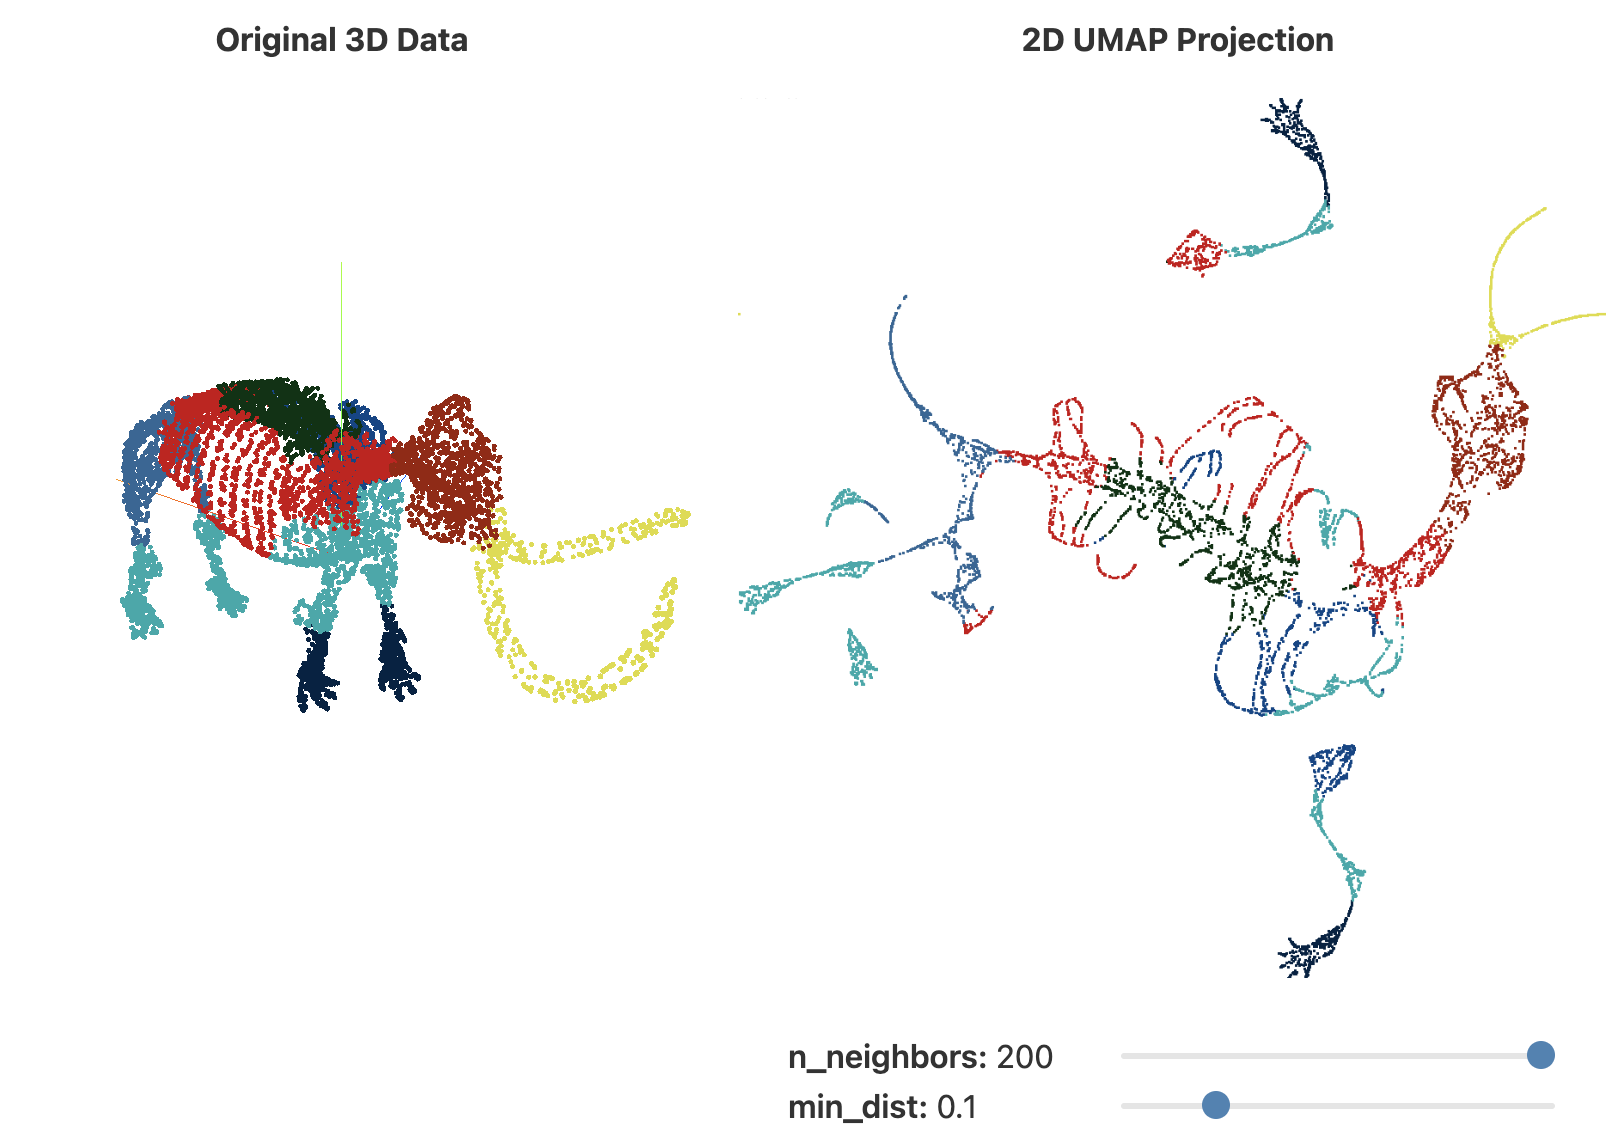 Original 3D Data
2D UMAP Projection
n_neighbors: 200
min_dist: 0.1